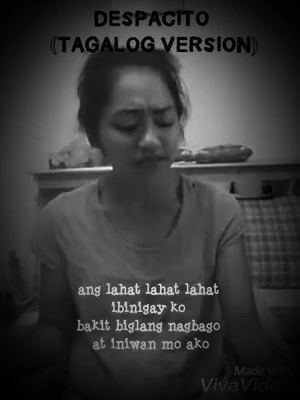 DESPACITO
(TAGALOG VERSION)
ang lahat lahat lahat
ibinigay ko
bakit biglang nagbago
at iniwan mo ako
Made With
VivaVideo